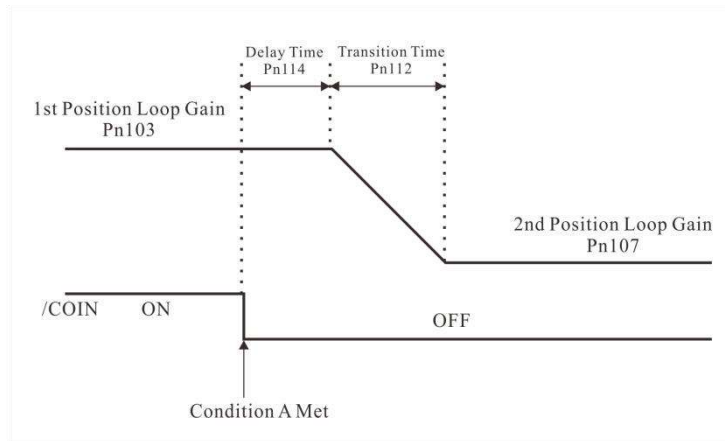 Delay Time
Pn114
Transition Time
Pn112
1st Position Loop Gain
Pn103
2nd Position Loop Gain
Pn107
/COIN ON
OFF
Condition A Met